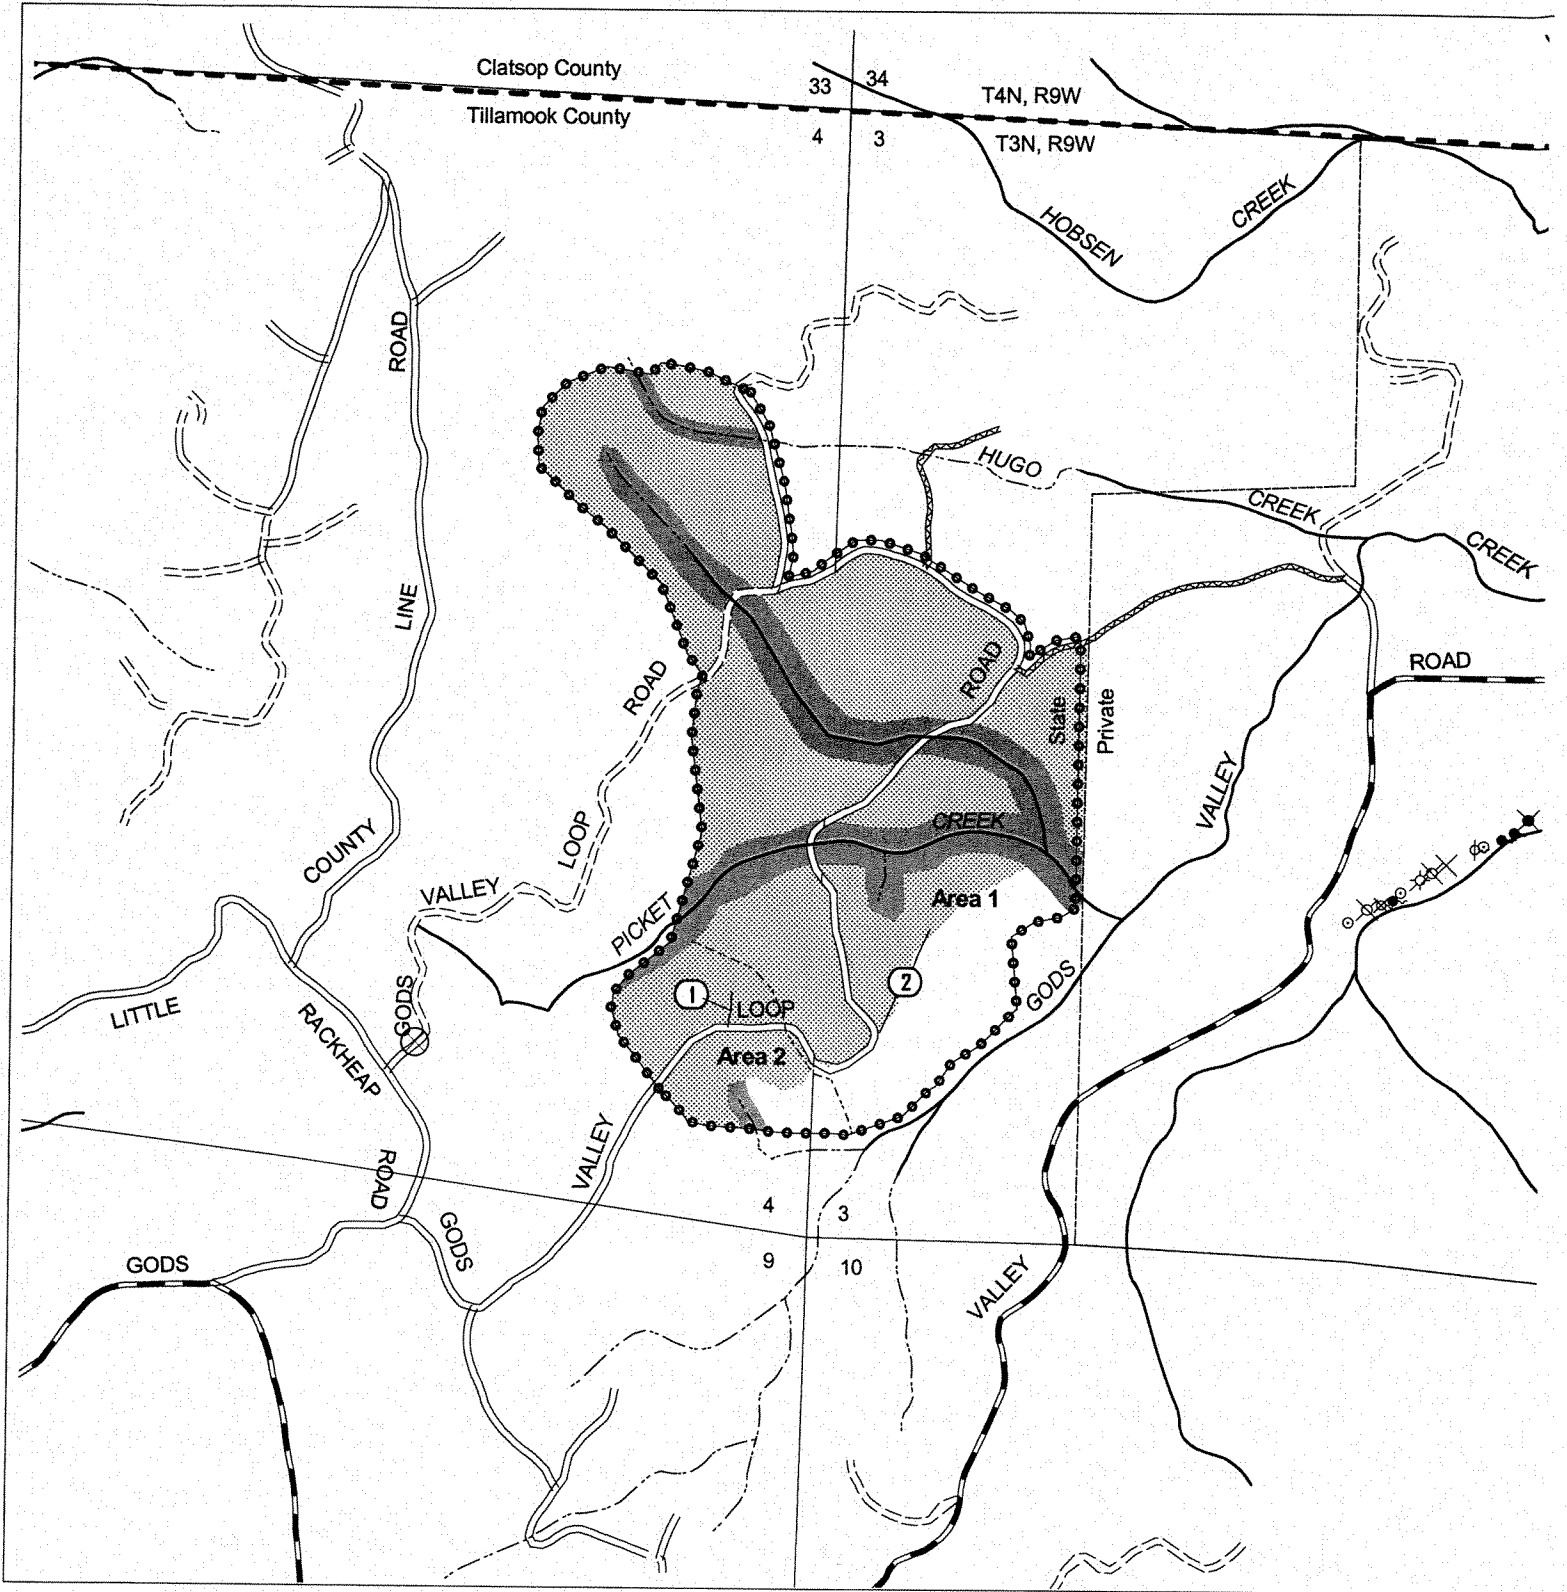 Clatsop County
Tillamook County
33
34
T4N, R9W
4
3
T3N, R9W
HOBSEN
CREEK
ROAD
HUGO
CREEK
CREEK
LINE
ROAD
ROAD
ROAD
State
Private
VALLEY
LOOP
COUNTY
VALLEY
CREEK
PICKET
Area 1
LITTLE
RACKHEAP
GODS
1
LOOP
2
GODS
Area 2
VALLEY
ROAD
4
3
GODS
GODS
9
10
VALLEY